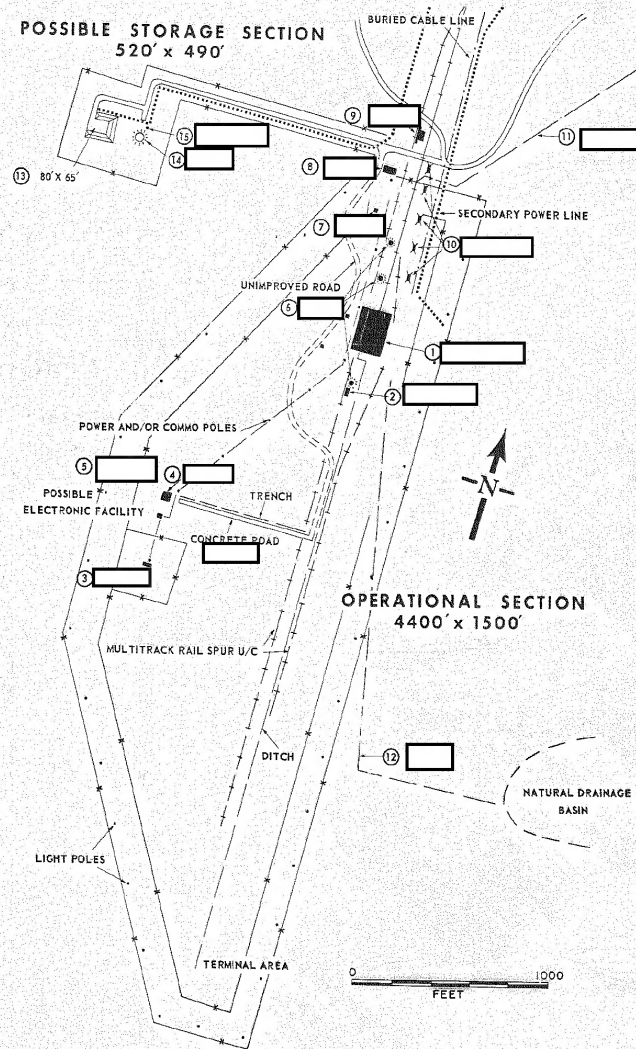 POSSIBLE STORAGE SECTION
520' x 490'
BURIED CABLE LINE
9
11
15
14
13 80' X 65'
8
7
SECONDARY POWER LINE
10
UNIMPROVED ROAD
6
1
2
POWER AND/OR COMMO POLES
5
4
POSSIBLE
ELECTRONIC FACILITY
TRENCH
CONCRETE ROAD
3
N
OPERATIONAL SECTION
4400' x 1500'
MULTITRACK RAIL SPUR U/C
DITCH
12
NATURAL DRAINAGE
BASIN
LIGHT POLES
TERMINAL AREA
0 1000
FEET